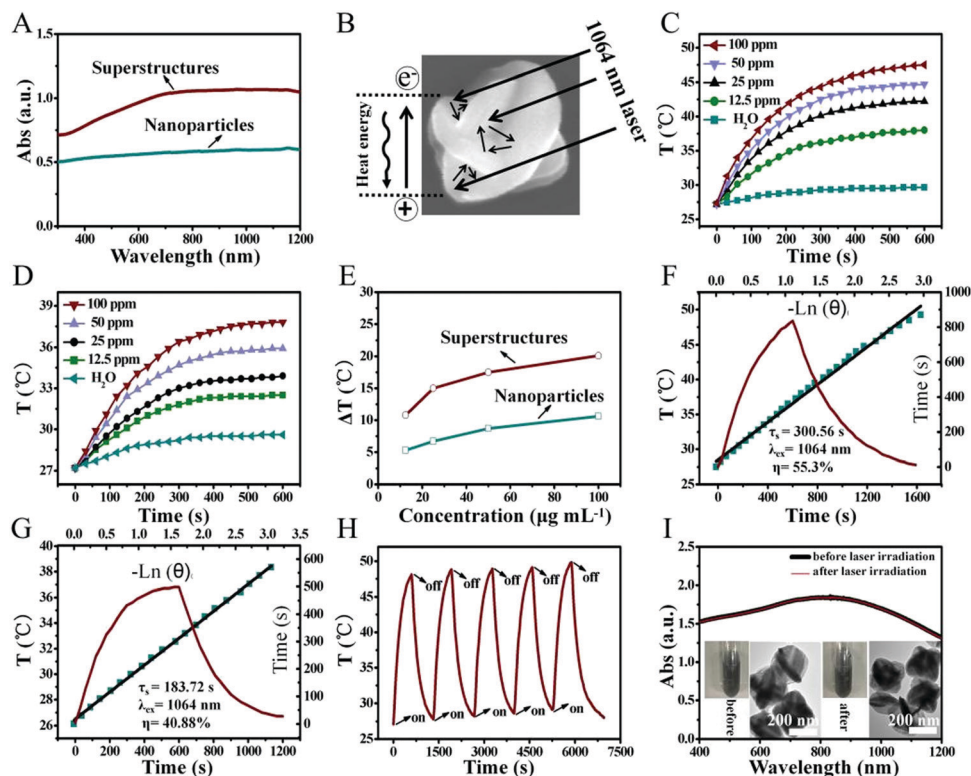 A
Abs (a.u.)
1.5
1.0
0.5
0.0
Superstructures
Nanoparticles
400
600
800
1000
1200
Wavelength (nm)
B
1064 nm laser
e-
Heat energy
+
C
T (℃)
50
45
40
35
30
25
100 ppm
50 ppm
25 ppm
12.5 ppm
H2O
0
100
200
300
400
500
600
Time (s)
D
T (℃)
39
36
33
30
27
100 ppm
50 ppm
25 ppm
12.5 ppm
H2O
0
100
200
300
400
500
600
Time (s)
E
ΔT (℃)
30
25
20
15
10
5
0
Superstructures
Nanoparticles
0
20
40
60
80
100
Concentration (μg mL-1)
F
0.0
0.5
1.0
1.5
2.0
2.5
3.0
-Ln (θ)
T (℃)
50
45
40
35
30
25
1000
800
600
400
200
0
Time (s)
τs = 300.56 s
λex= 1064 nm
η= 55.3%
0
400
800
1200
1600
Time (s)
G
0.0
0.5
1.0
1.5
2.0
2.5
3.0
3.5
-Ln (θ)
T (℃)
40
38
36
34
32
30
28
26
600
500
400
300
200
100
0
Time (s)
τs = 183.72 s
λex= 1064 nm
η= 40.88%
0
200
400
600
800
1000
1200
Time (s)
H
T (℃)
50
45
40
35
30
25
off
off
off
off
off
on
on
on
on
on
0
1500
3000
4500
6000
7500
Time (s)
I
Abs (a.u.)
2.5
2.0
1.5
1.0
0.5
0.0
before laser irradiation
after laser irradiation
before
200 nm
after
200 nm
400
600
800
1000
1200
Wavelength (nm)